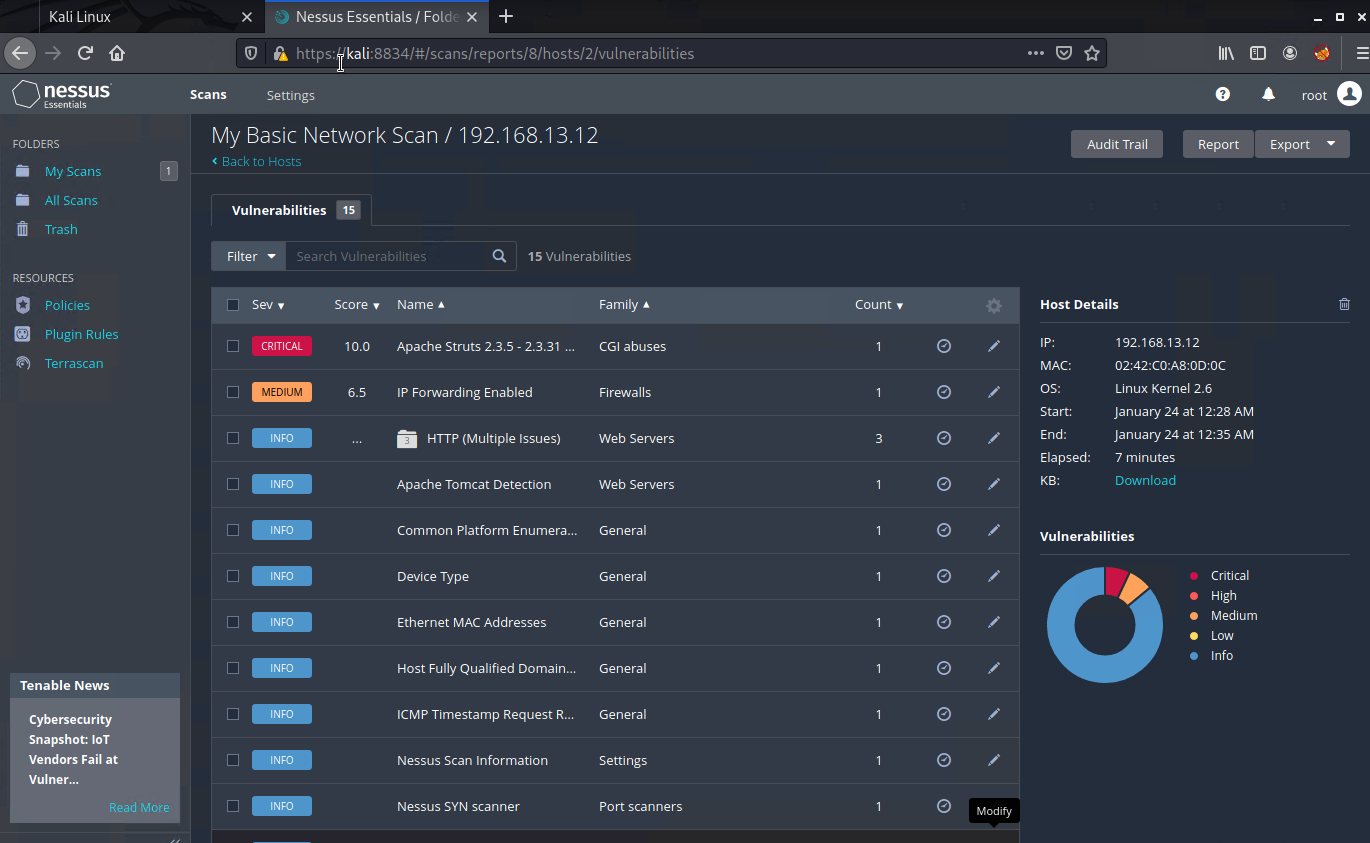 Kali Linux
Nessus Essentials / Folde
https://kali:8834/#/scans/reports/8/hosts/2/vulnerabilities
nessus
Essentials
Scans
Settings
root
FOLDERS
My Scans
1
All Scans
Trash
RESOURCES
Policies
Plugin Rules
Terrascan
Tenable News
Cybersecurity
Snapshot: IoT
Vendors Fail at
Vulner...
Read More
My Basic Network Scan / 192.168.13.12
Back to Hosts
Audit Trail
Report
Export
Vulnerabilities 15
Filter
Search Vulnerabilities
15 Vulnerabilities
Sev Score Name Family Count
CRITICAL 10.0 Apache Struts 2.3.5 - 2.3.31 ... CGI abuses 1
MEDIUM 6.5 IP Forwarding Enabled Firewalls 1
INFO ... 3 HTTP (Multiple Issues) Web Servers 3
INFO Apache Tomcat Detection Web Servers 1
INFO Common Platform Enumera... General 1
INFO Device Type General 1
INFO Ethernet MAC Addresses General 1
INFO Host Fully Qualified Domain... General 1
INFO ICMP Timestamp Request R... General 1
INFO Nessus Scan Information Settings 1
INFO Nessus SYN scanner Port scanners 1
Modify
Host Details
IP: 192.168.13.12
MAC: 02:42:C0:A8:0D:0C
OS: Linux Kernel 2.6
Start: January 24 at 12:28 AM
End: January 24 at 12:35 AM
Elapsed: 7 minutes
KB: Download
Vulnerabilities
Critical
High
Medium
Low
Info